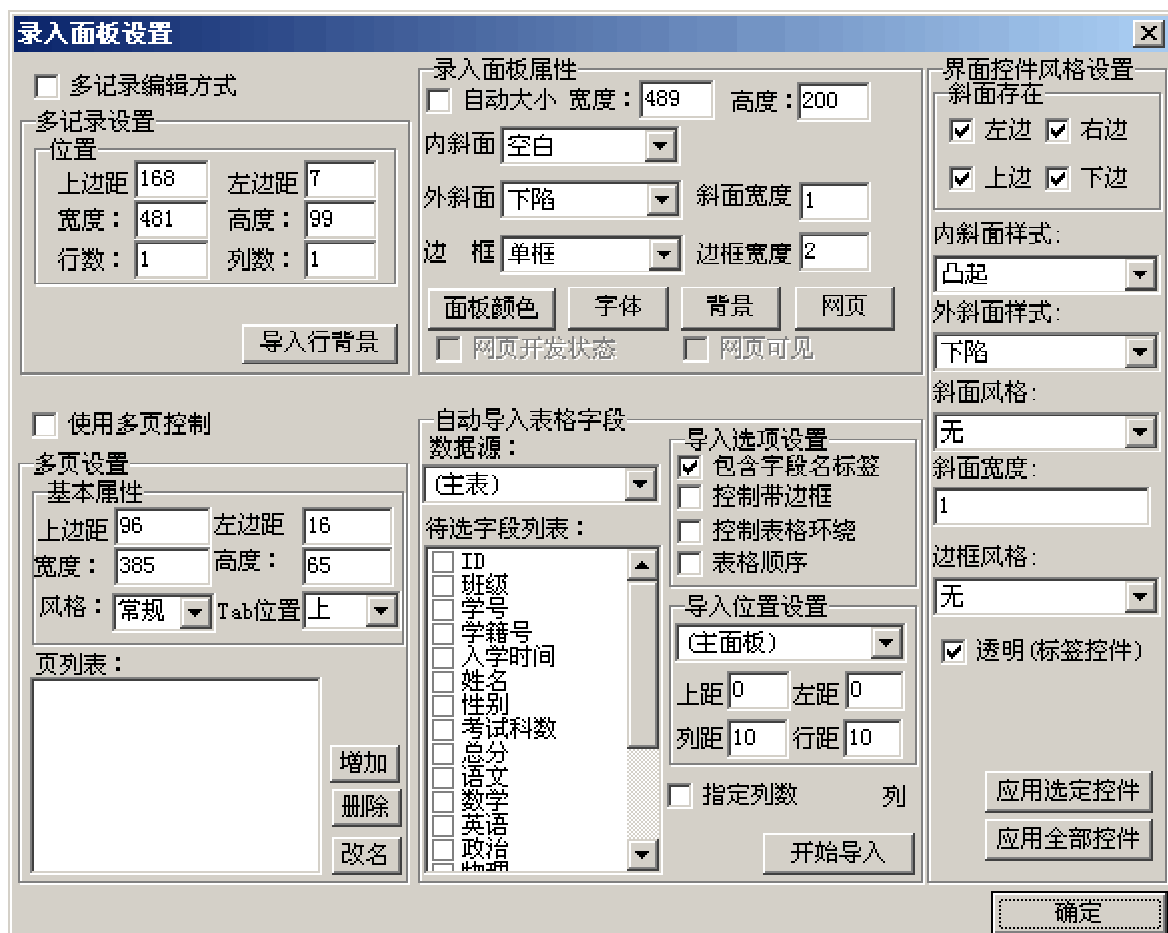 录入面板设置
多记录编辑方式
多记录设置
位置
上边距 168 左边距 7
宽度： 481 高度： 99
行数： 1 列数： 1
导入行背景
录入面板属性
自动大小 宽度： 489 高度： 200
内斜面 空白
外斜面 下陷 斜面宽度 1
边 框 单框 边框宽度 2
面板颜色 字体 背景 网页
网页开发状态 网页可见
使用多页控制
多页设置
基本属性
上边距 96 左边距 16
宽度： 385 高度： 65
风格： 常规 Tab位置 上
页列表：
增加
删除
改名
自动导入表格字段
数据源：
(主表)
待选字段列表：
ID
班级
学号
学籍号
入学时间
姓名
性别
考试科数
总分
语文
数学
英语
政治
物理
导入选项设置
包含字段名标签
控制带边框
控制表格环绕
表格顺序
导入位置设置
(主面板)
上距 0 左距 0
列距 10 行距 10
指定列数 列
开始导入
界面控件风格设置
斜面存在
左边 右边
上边 下边
内斜面样式:
凸起
外斜面样式:
下陷
斜面风格:
无
斜面宽度:
1
边框风格:
无
透明(标签控件)
应用选定控件
应用全部控件
确定